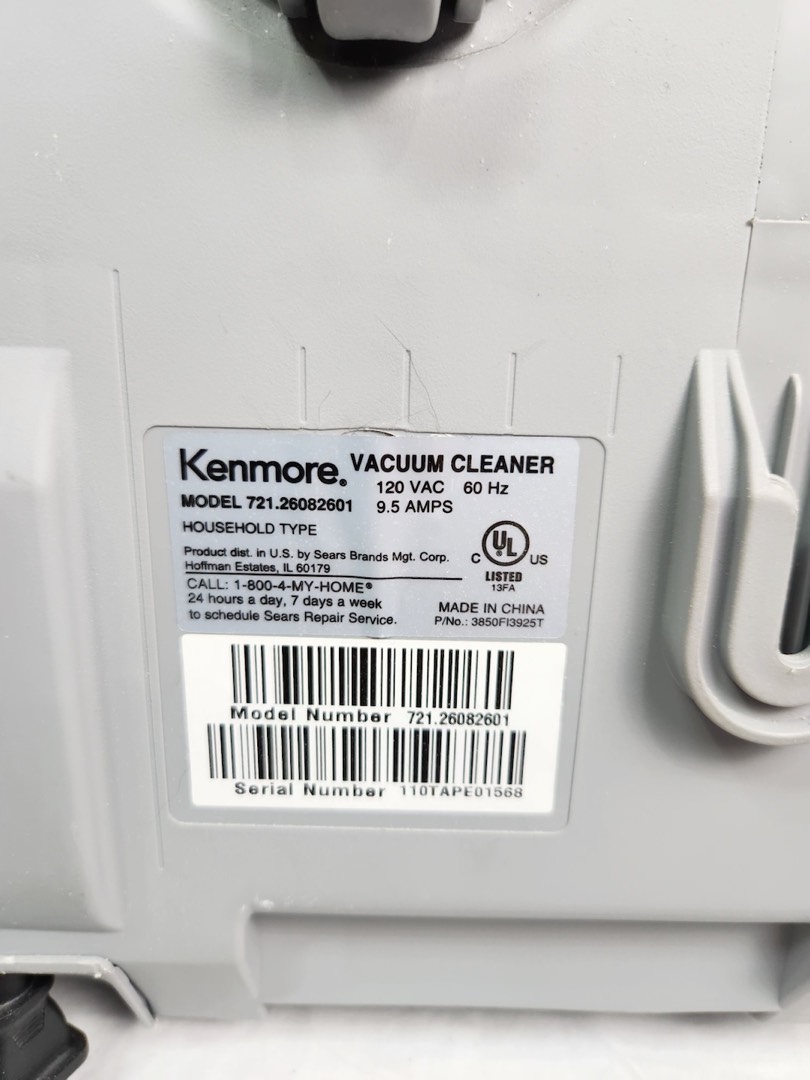 Kenmore® VACUUM CLEANER
120 VAC 60 Hz
MODEL 721.26082601 9.5 AMPS
HOUSEHOLD TYPE
Product dist. in U.S. by Sears Brands Mgt. Corp.
Hoffman Estates, IL 60179
C UL US
LISTED
13FA
CALL: 1-800-4-MY-HOME®
24 hours a day, 7 days a week
to schedule Sears Repair Service.
MADE IN CHINA
P/No.: 3850FI3925T
Model Number 721.26082601
Serial Number 110TAPE01568